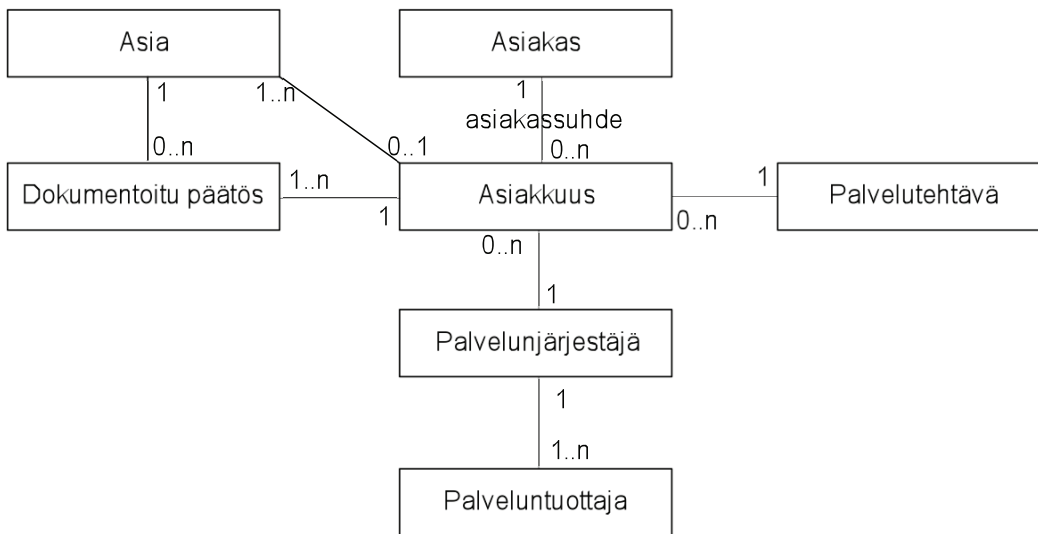 Asia
Asiakas
1
1..n
1
asiakassuhde
0..n
0..1
0..n
Dokumentoitu päätös
1..n
1
Asiakkuus
1
0..n
Palvelutehtävä
0..n
1
Palvelunjärjestäjä
1
1..n
Palveluntuottaja